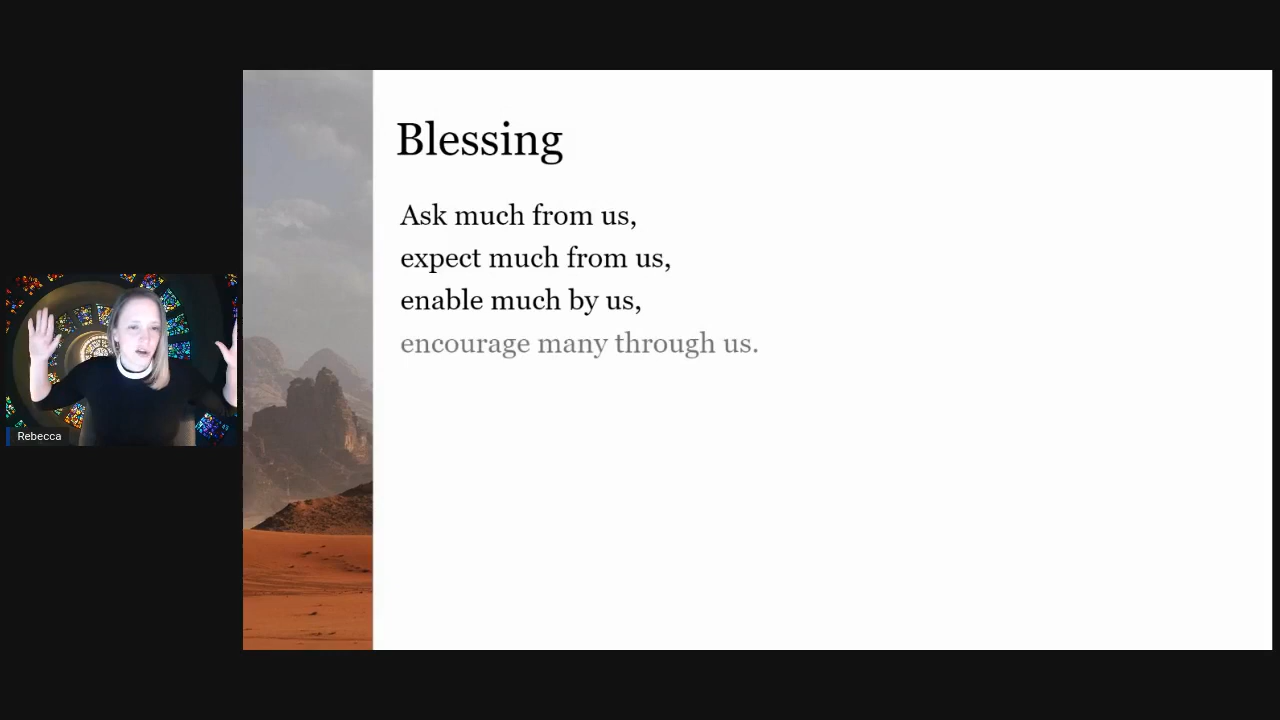 Blessing
Ask much from us,
expect much from us,
enable much by us,
encourage many through us.
Rebecca